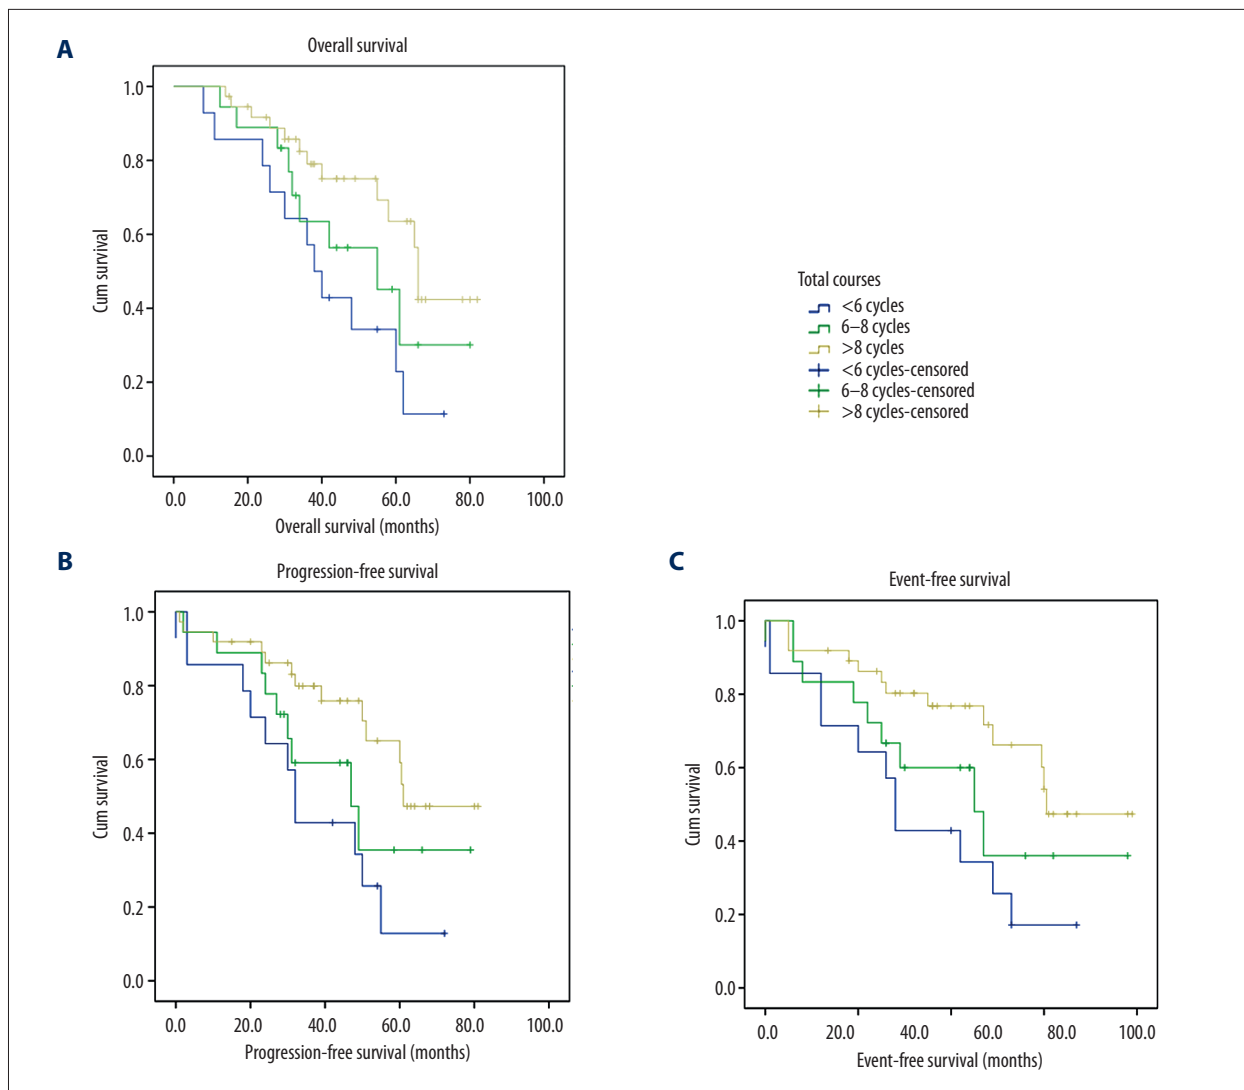 A
Overall survival
Cum survival
1.0
0.8
0.6
0.4
0.2
0.0
0.0 20.0 40.0 60.0 80.0 100.0
Overall survival (months)
Total courses
<6 cycles
6–8 cycles
>8 cycles
<6 cycles-censored
6–8 cycles-censored
>8 cycles-censored
B
Progression-free survival
Cum survival
1.0
0.8
0.6
0.4
0.2
0.0
0.0 20.0 40.0 60.0 80.0 100.0
Progression-free survival (months)
C
Event-free survival
Cum survival
1.0
0.8
0.6
0.4
0.2
0.0
0.0 20.0 40.0 60.0 80.0 100.0
Event-free survival (months)